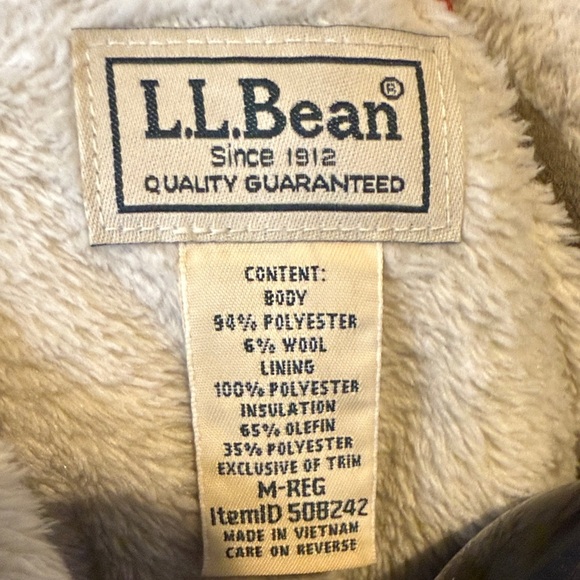 L.L.Bean®
Since 1912
QUALITY GUARANTEED
CONTENT:
BODY
94% POLYESTER
6% WOOL
LINING
100% POLYESTER
INSULATION
65% OLEFIN
35% POLYESTER
EXCLUSIVE OF TRIM
M-REG
ItemID 508242
MADE IN VIETNAM
CARE ON REVERSE